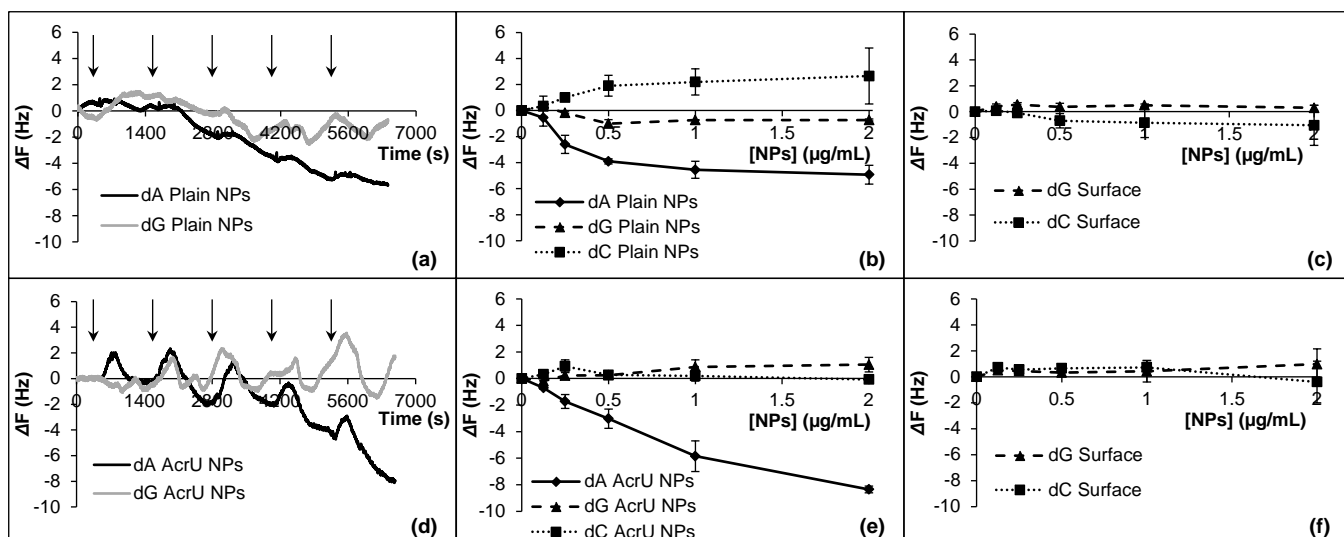 6
4
2
0
-2
-4
-6
-8
-10
ΔF (Hz)
0 1400 2800 4200 5600 7000
Time (s)
dA Plain NPs
dG Plain NPs
(a)
6
4
2
0
-2
-4
-6
-8
-10
ΔF (Hz)
0 0.5 1 1.5 2
[NPs] (µg/mL)
dA Plain NPs
dG Plain NPs
dC Plain NPs
(b)
6
4
2
0
-2
-4
-6
-8
-10
ΔF (Hz)
0 0.5 1 1.5 2
[NPs] (µg/mL)
dG Surface
dC Surface
(c)
6
4
2
0
-2
-4
-6
-8
-10
ΔF (Hz)
0 1400 2800 4200 5600 7000
Time (s)
dA AcrU NPs
dG AcrU NPs
(d)
6
4
2
0
-2
-4
-6
-8
-10
ΔF (Hz)
0 0.5 1 1.5 2
[NPs] (µg/mL)
dA AcrU NPs
dG AcrU NPs
dC AcrU NPs
(e)
6
4
2
0
-2
-4
-6
-8
-10
ΔF (Hz)
0 0.5 1 1.5 2
[NPs] (µg/mL)
dG Surface
dC Surface
(f)